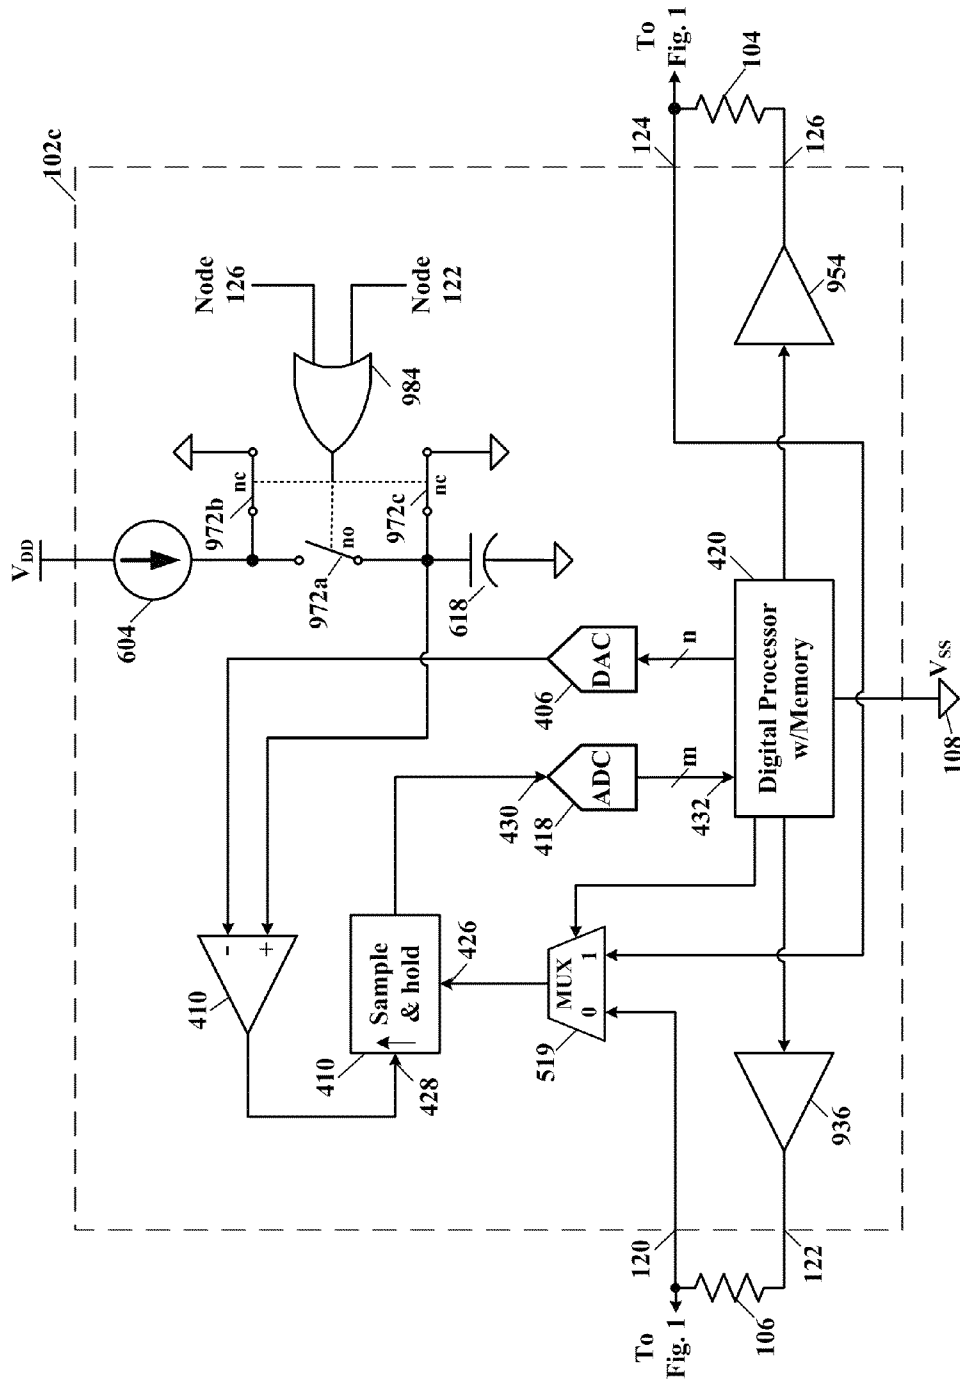 102c
V_DD
604
972b
nc
972a
no
972c
nc
618
Node
126
Node
122
984
To
Fig. 1
124
104
126
954
410
-
+
410
Sample
& hold
428
426
430
ADC
418
m
432
DAC
406
n
MUX
0
1
519
Digital Processor
w/Memory
420
V_SS
108
936
To
Fig. 1
120
106
122